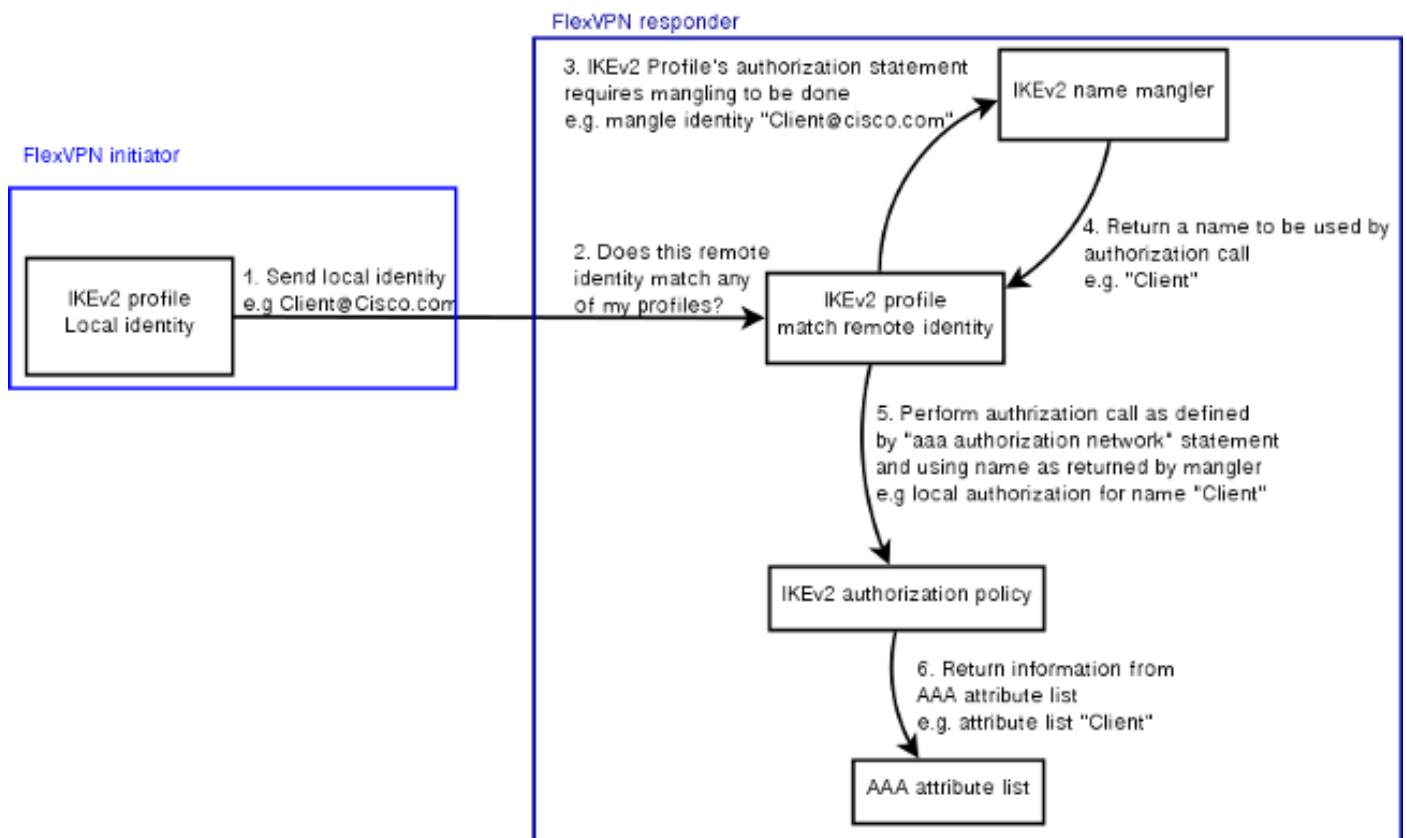 FlexVPN responder
FlexVPN initiator
IKEv2 profile
Local identity
1. Send local identity
e.g Client@Cisco.com
2. Does this remote
identity match any
of my profiles?
3. IKEv2 Profile's authorization statement
requires mangling to be done
e.g. mangle identity "Client@cisco.com"
IKEv2 name mangler
4. Return a name to be used by
authorization call
e.g. "Client"
IKEv2 profile
match remote identity
5. Perform authrization call as defined
by "aaa authorization network" statement
and using name as returned by mangler
e.g local authorization for name "Client"
IKEv2 authorization policy
6. Return information from
AAA attribute list
e.g. attribute list "Client"
AAA attribute list